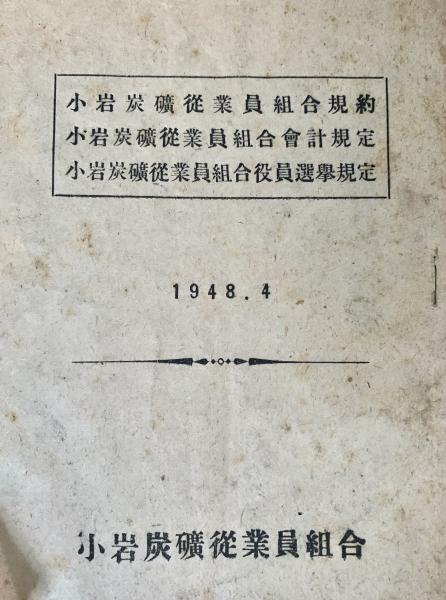 小岩炭礦從業員組合規約
小岩炭礦從業員組合會計規定
小岩炭礦從業員組合役員選擧規定
1948.4
小岩炭礦從業員組合